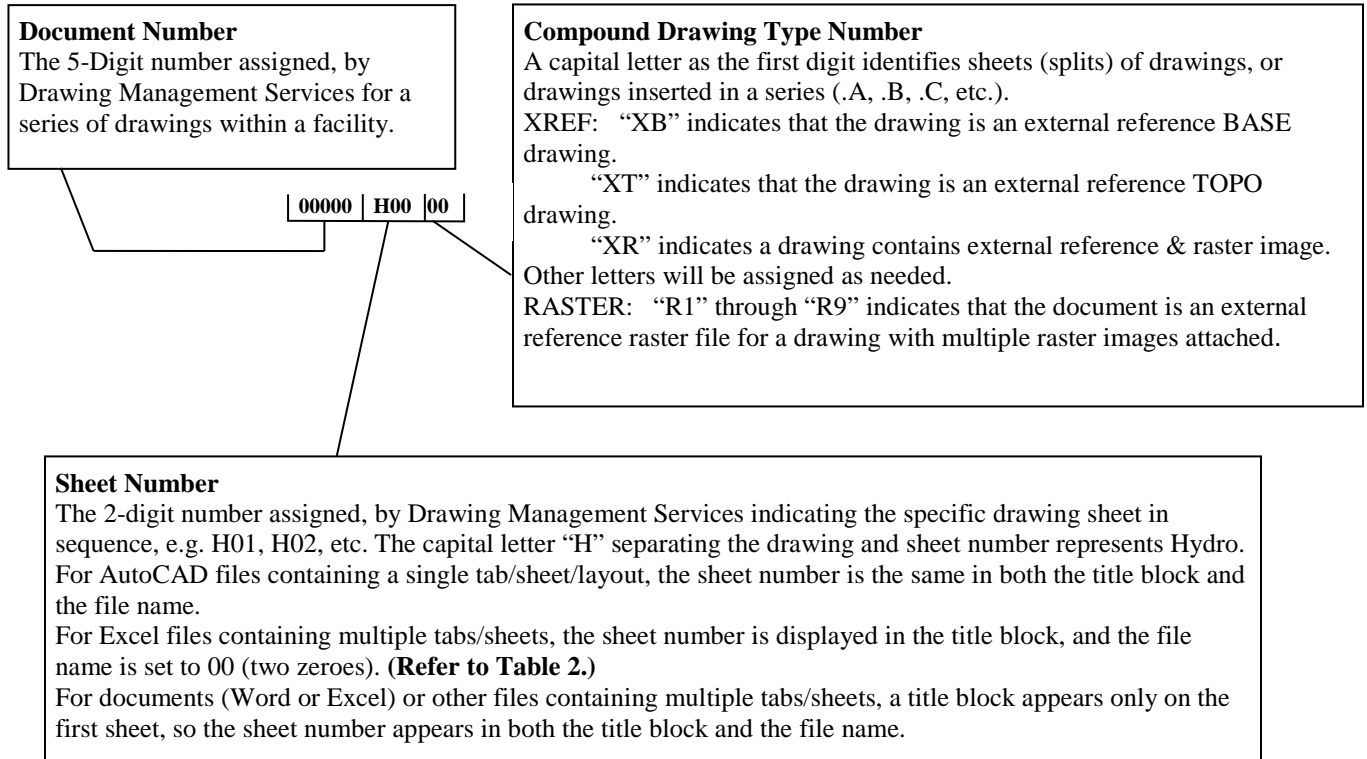 Document Number
The 5-Digit number assigned, by
Drawing Management Services for a
series of drawings within a facility.
Compound Drawing Type Number
A capital letter as the first digit identifies sheets (splits) of drawings, or
drawings inserted in a series (.A, .B, .C, etc.).
XREF: “XB” indicates that the drawing is an external reference BASE
drawing.
“XT” indicates that the drawing is an external reference TOPO
drawing.
“XR” indicates a drawing contains external reference & raster image.
Other letters will be assigned as needed.
RASTER: “R1” through “R9” indicates that the document is an external
reference raster file for a drawing with multiple raster images attached.
00000 H00 00
Sheet Number
The 2-digit number assigned, by Drawing Management Services indicating the specific drawing sheet in
sequence, e.g. H01, H02, etc. The capital letter “H” separating the drawing and sheet number represents Hydro.
For AutoCAD files containing a single tab/sheet/layout, the sheet number is the same in both the title block and
the file name.
For Excel files containing multiple tabs/sheets, the sheet number is displayed in the title block, and the file
name is set to 00 (two zeroes). (Refer to Table 2.)
For documents (Word or Excel) or other files containing multiple tabs/sheets, a title block appears only on the
first sheet, so the sheet number appears in both the title block and the file name.